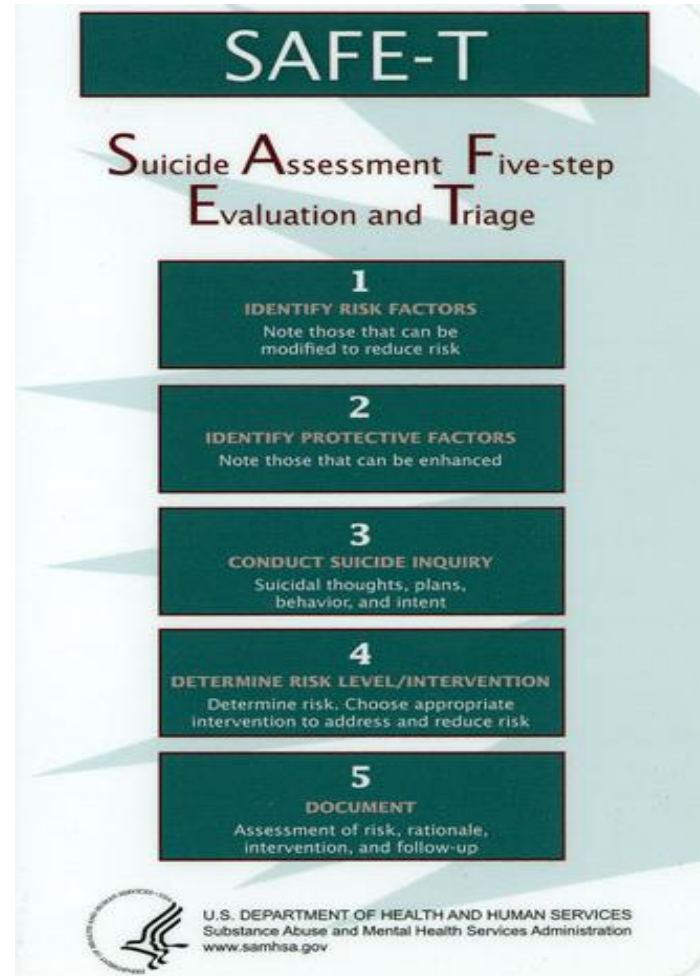 SAFE-T
Suicide Assessment Five-step
Evaluation and Triage
1
IDENTIFY RISK FACTORS
Note those that can be
modified to reduce risk
2
IDENTIFY PROTECTIVE FACTORS
Note those that can be enhanced
3
CONDUCT SUICIDE INQUIRY
Suicidal thoughts, plans,
behavior, and intent
4
DETERMINE RISK LEVEL/INTERVENTION
Determine risk. Choose appropriate
intervention to address and reduce risk
5
DOCUMENT
Assessment of risk, rationale,
intervention, and follow-up
U.S. DEPARTMENT OF HEALTH AND HUMAN SERVICES
Substance Abuse and Mental Health Services Administration
www.samhsa.gov